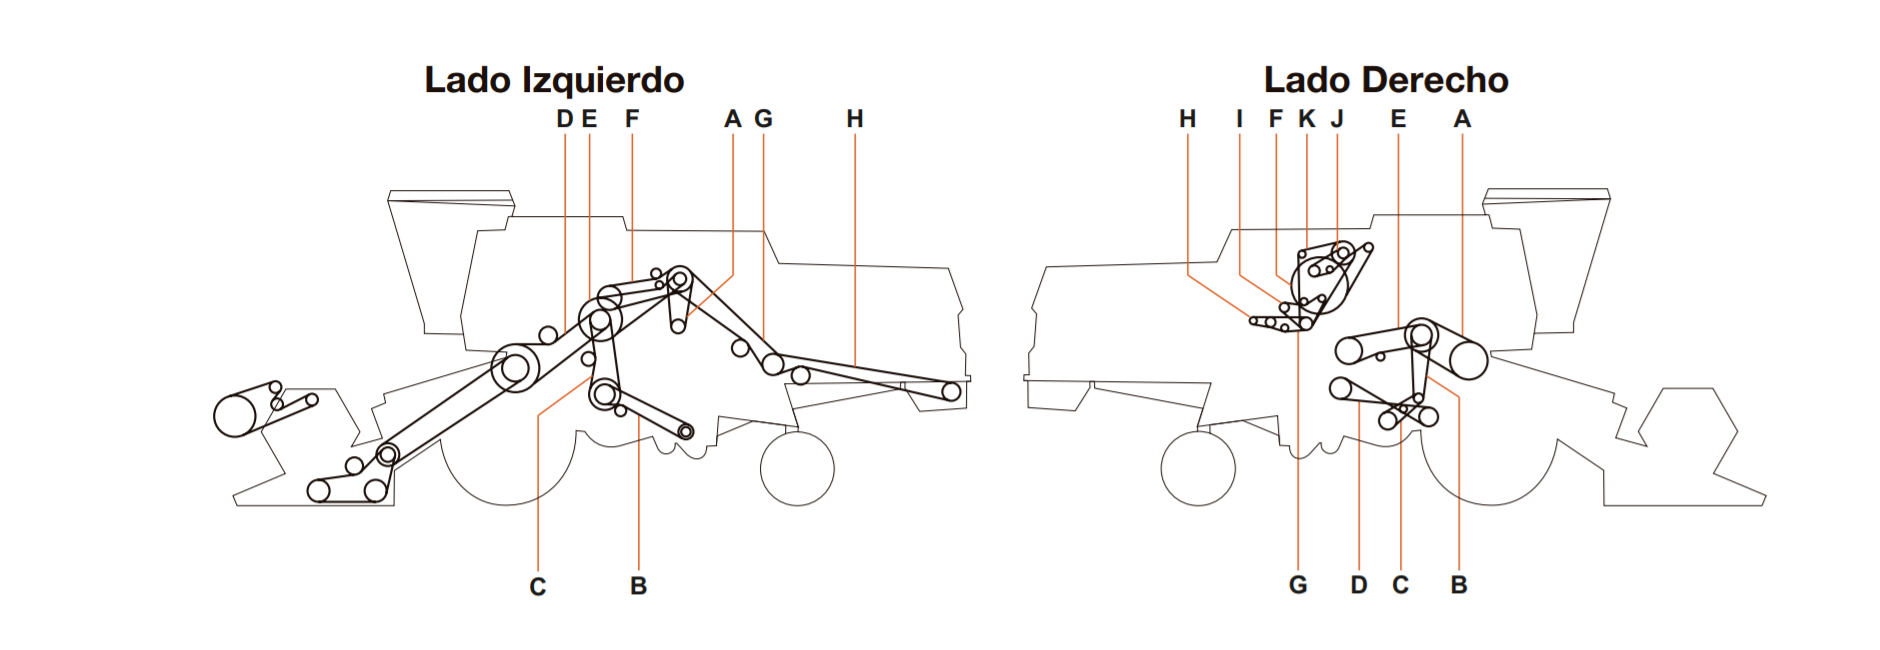 Lado Izquierdo
D E F A G H
C B
Lado Derecho
H I F K J E A
G D C B